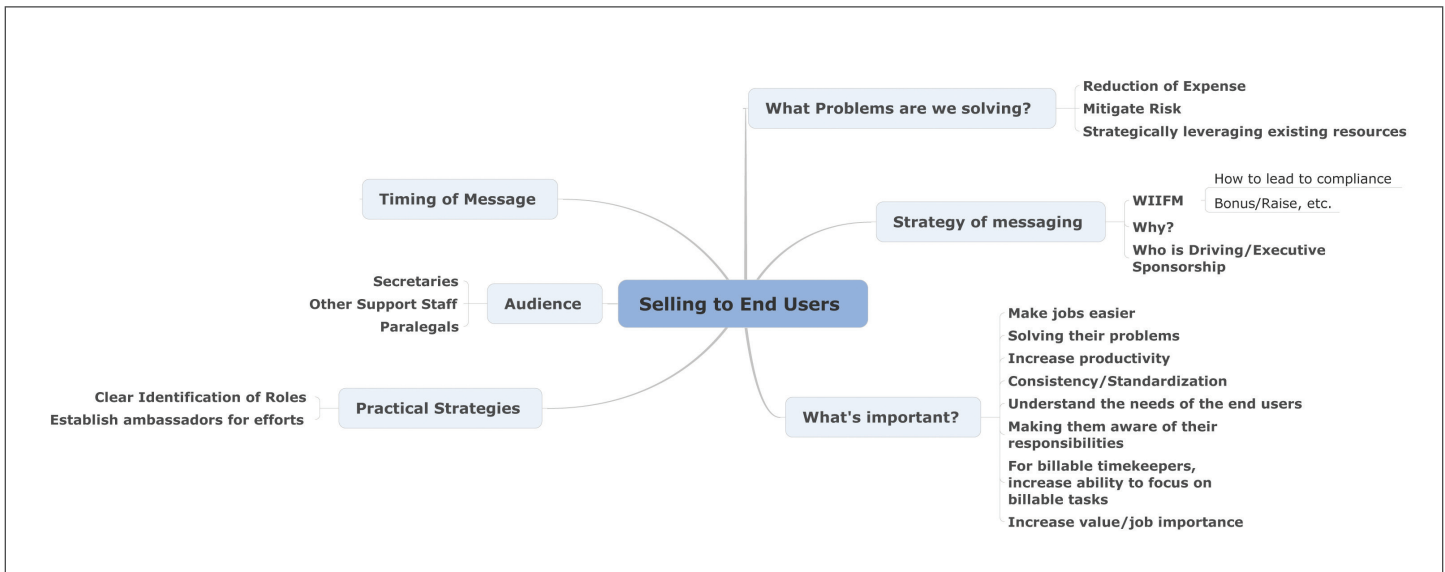 Selling to End Users
What Problems are we solving?
Reduction of Expense
Mitigate Risk
Strategically leveraging existing resources
Strategy of messaging
WIIFM
How to lead to compliance
Bonus/Raise, etc.
Why?
Who is Driving/Executive
Sponsorship
What's important?
Make jobs easier
Solving their problems
Increase productivity
Consistency/Standardization
Understand the needs of the end users
Making them aware of their
responsibilities
For billable timekeepers,
increase ability to focus on
billable tasks
Increase value/job importance
Timing of Message
Audience
Secretaries
Other Support Staff
Paralegals
Practical Strategies
Clear Identification of Roles
Establish ambassadors for efforts